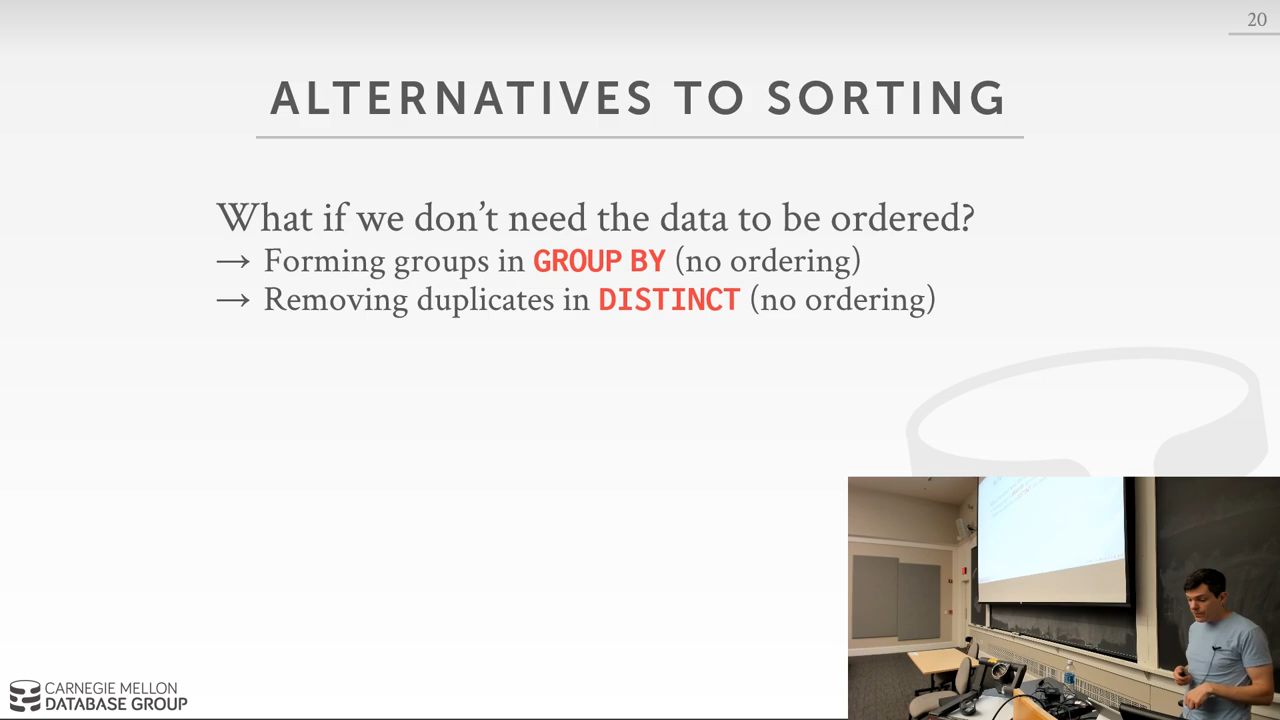 20
ALTERNATIVES TO SORTING
What if we don’t need the data to be ordered?
→ Forming groups in GROUP BY (no ordering)
→ Removing duplicates in DISTINCT (no ordering)
CARNEGIE MELLON
DATABASE GROUP